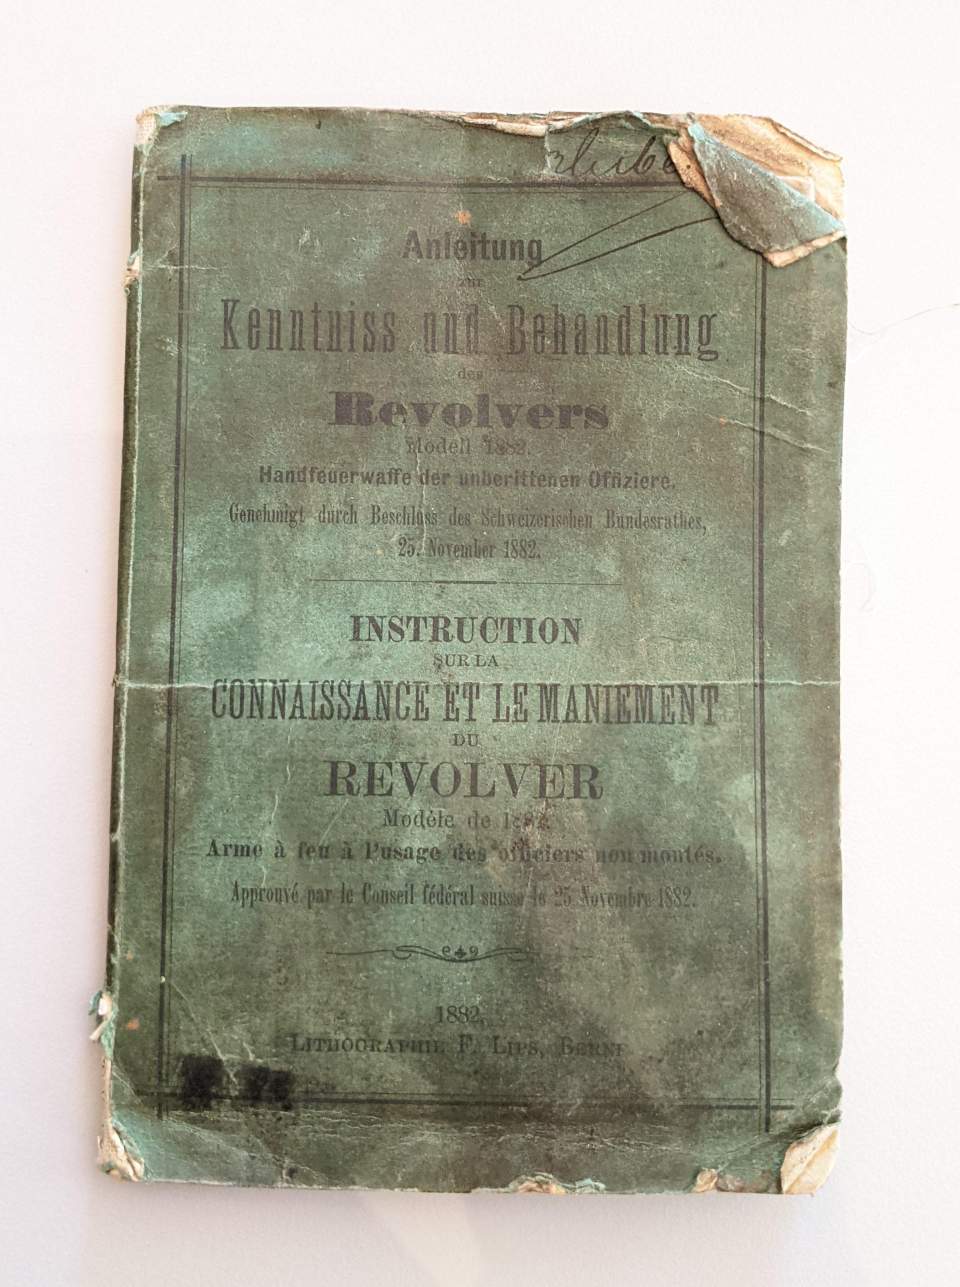 Anleitung
zur
Kenntniss und Behandlung
des
Revolvers
Modell 1882.
Handfeuerwaffe der unberittenen Offiziere.
Genehmigt durch Beschluss des Schweizerischen Bundesrathes,
25. November 1882.
INSTRUCTION
SUR LA
CONNAISSANCE ET LE MANIEMENT
DU
REVOLVER
Modèle de 1882
Arme à feu à l'usage des officiers non montés.
Approuvé par le Conseil fédéral suisse le 25 Novembre 1882.
1882.
LITHOGRAPHIE F. LIPS, BERNE